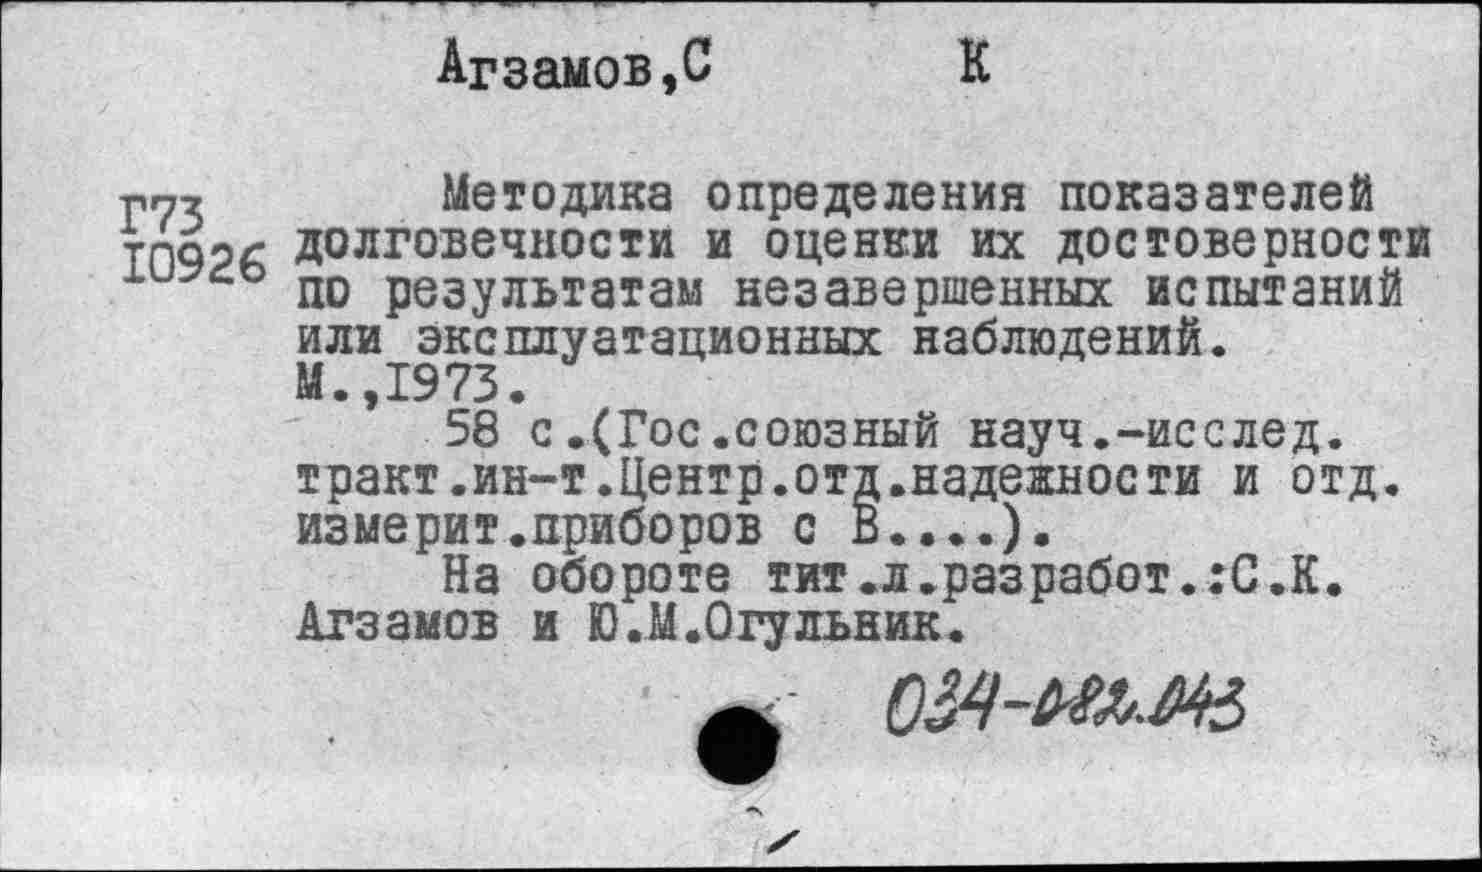 Агзамов,С К
Методика определения показателей
Г73
долговечности и оценки их достоверности
I0926
по результатам незавершенных испытаний
или эксплуатационных наблюдений.
М.,I973.
58 с.(Гос.союзный науч.-исслед.
тракт.ин-т.Центр.отд.надежности и отд.
измерит.приборов с В....).
На обороте тит.л.разработ.:С.К.
Агзамов и Ю.М.Огульник.
034-082.043